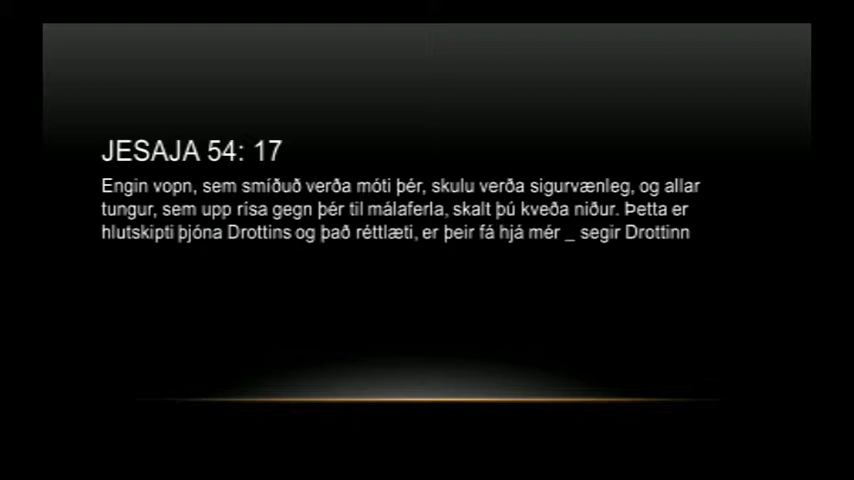 JESAJA 54: 17
Engin vopn, sem smíðuð verða móti þér, skulu verða sigurvænleg, og allar
tungur, sem upp rísa gegn þér til málaferla, skalt þú kveða niður. Þetta er
hlutskipti þjóna Drottins og það réttlæti, er þeir fá hjá mér _ segir Drottinn